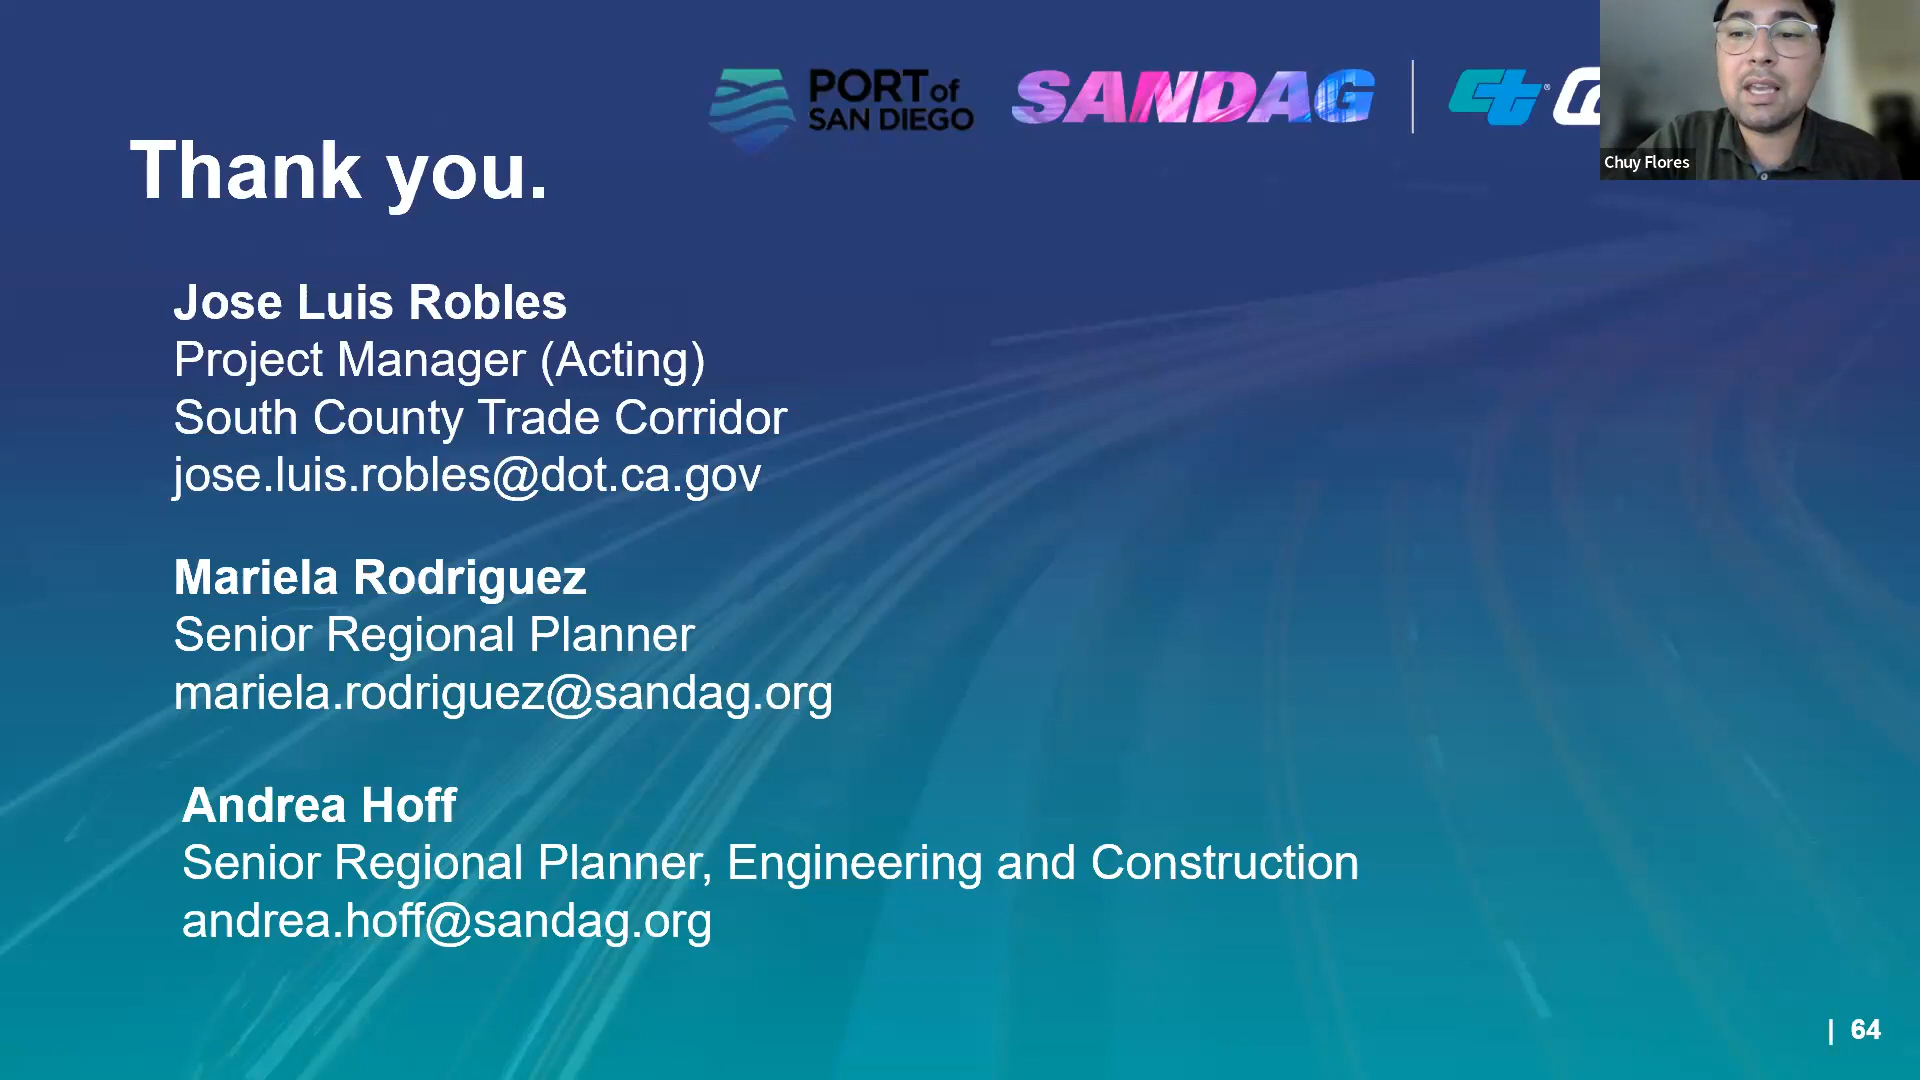 PORT of
SAN DIEGO
SANDAG
Chuy Flores
Thank you.
Jose Luis Robles
Project Manager (Acting)
South County Trade Corridor
jose.luis.robles@dot.ca.gov
Mariela Rodriguez
Senior Regional Planner
mariela.rodriguez@sandag.org
Andrea Hoff
Senior Regional Planner, Engineering and Construction
andrea.hoff@sandag.org
| 64